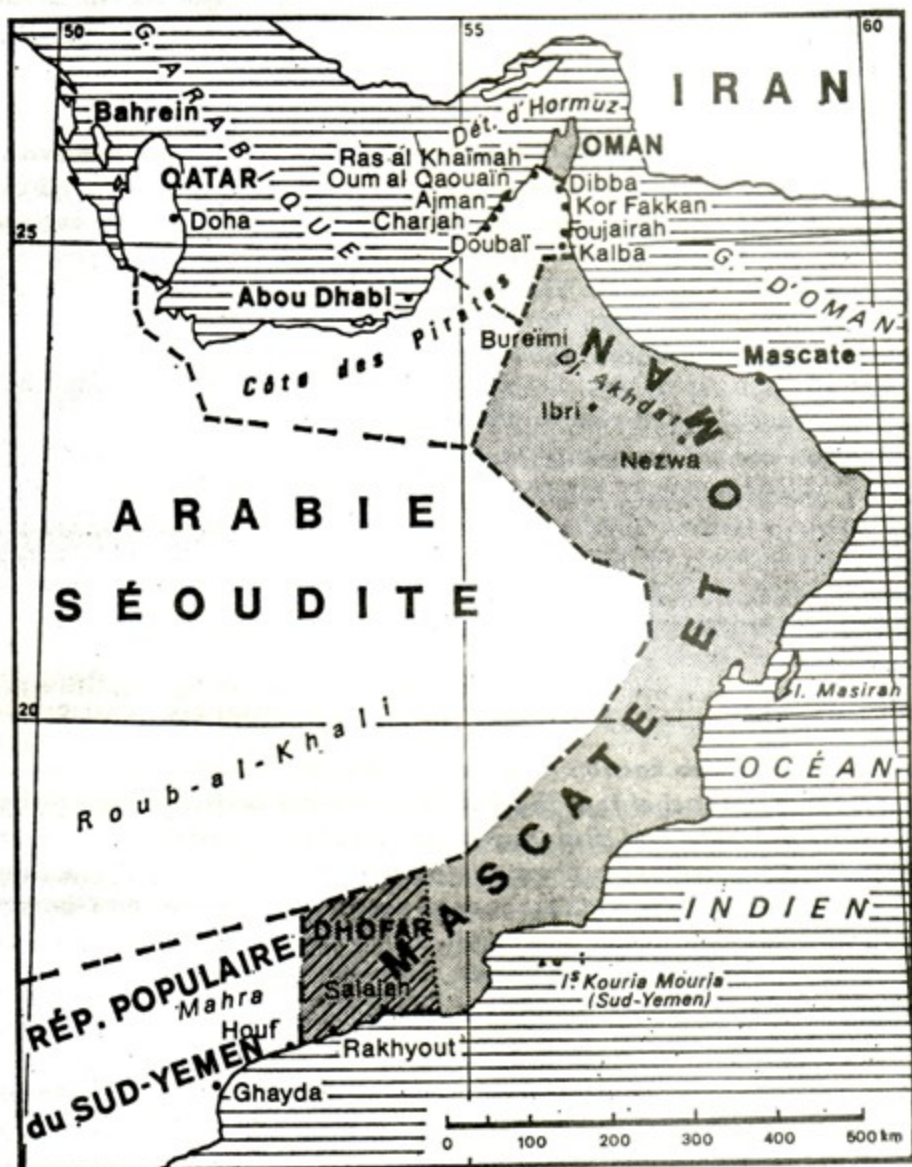 50
55
60
G. ARABIQUE
IRAN
Bahrein
Dét. d'Hormuz
OMAN
Ras al Khaïmah
QATAR
Oum al Qaouaïn
Dibba
Ajman
Kor Fakkan
Doha
Charjah
oujairah
25
Doubaï
Kalba
G. D'OMAN
Abou Dhabi
Côte des Pirates
Bureïmi
Mascate
Dj. Akhdar
Ibri
Nezwa
MASCATE ET OMAN
ARABIE
SÉOUDITE
I. Masirah
20
Roub-al-Khali
OCÉAN
INDIEN
DHOFAR
RÉP. POPULAIRE
du SUD-YEMEN
Mahra
Salalah
Is Kouria Mouria
(Sud-Yemen)
Houf
Rakhyout
Ghayda
0 100 200 300 400 500 km